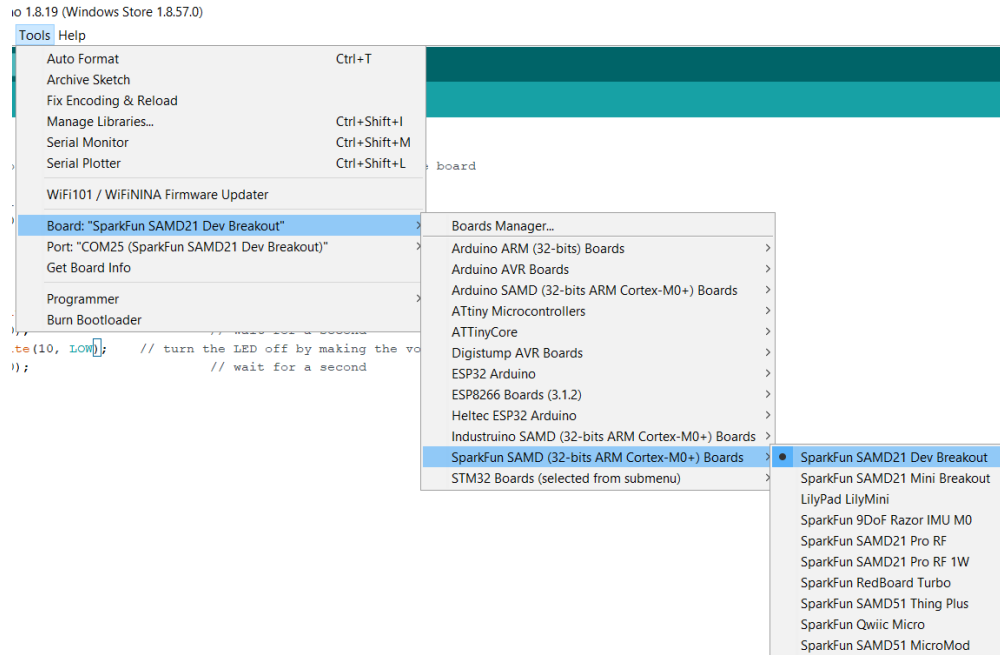 no 1.8.19 (Windows Store 1.8.57.0)
Tools Help
Auto Format Ctrl+T
Archive Sketch
Fix Encoding & Reload
Manage Libraries... Ctrl+Shift+I
Serial Monitor Ctrl+Shift+M
Serial Plotter Ctrl+Shift+L
board
WiFi101 / WiFiNINA Firmware Updater
Board: "SparkFun SAMD21 Dev Breakout"
Port: "COM25 (SparkFun SAMD21 Dev Breakout)"
Get Board Info
Programmer
Burn Bootloader
Boards Manager...
Arduino ARM (32-bits) Boards
Arduino AVR Boards
Arduino SAMD (32-bits ARM Cortex-M0+) Boards
ATtiny Microcontrollers
ATTinyCore
Digistump AVR Boards
ESP32 Arduino
ESP8266 Boards (3.1.2)
Heltec ESP32 Arduino
Industruino SAMD (32-bits ARM Cortex-M0+) Boards
SparkFun SAMD (32-bits ARM Cortex-M0+) Boards
STM32 Boards (selected from submenu)
SparkFun SAMD21 Dev Breakout
SparkFun SAMD21 Mini Breakout
LilyPad LilyMini
SparkFun 9DoF Razor IMU M0
SparkFun SAMD21 Pro RF
SparkFun SAMD21 Pro RF 1W
SparkFun RedBoard Turbo
SparkFun SAMD51 Thing Plus
SparkFun Qwiic Micro
SparkFun SAMD51 MicroMod
// wait for a second
te(10, LOW); // turn the LED off by making the vo
); // wait for a second